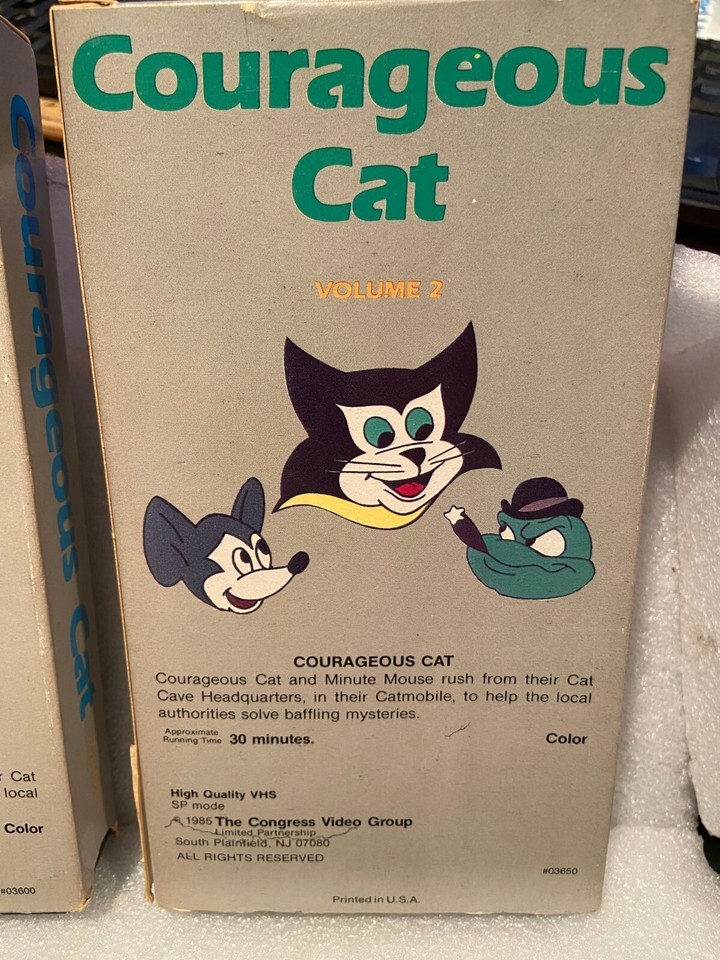 Courageous
Cat
VOLUME 2
COURAGEOUS CAT
Courageous Cat and Minute Mouse rush from their Cat
Cave Headquarters, in their Catmobile, to help the local
authorities solve baffling mysteries.
Approximate
Running Time 30 minutes. Color
High Quality VHS
SP mode
© 1985 The Congress Video Group
Limited Partnership
South Plainfield, NJ 07080
ALL RIGHTS RESERVED
#03650
Printed in U.S.A.
Courageous Cat
Cat
local
Color
#03600